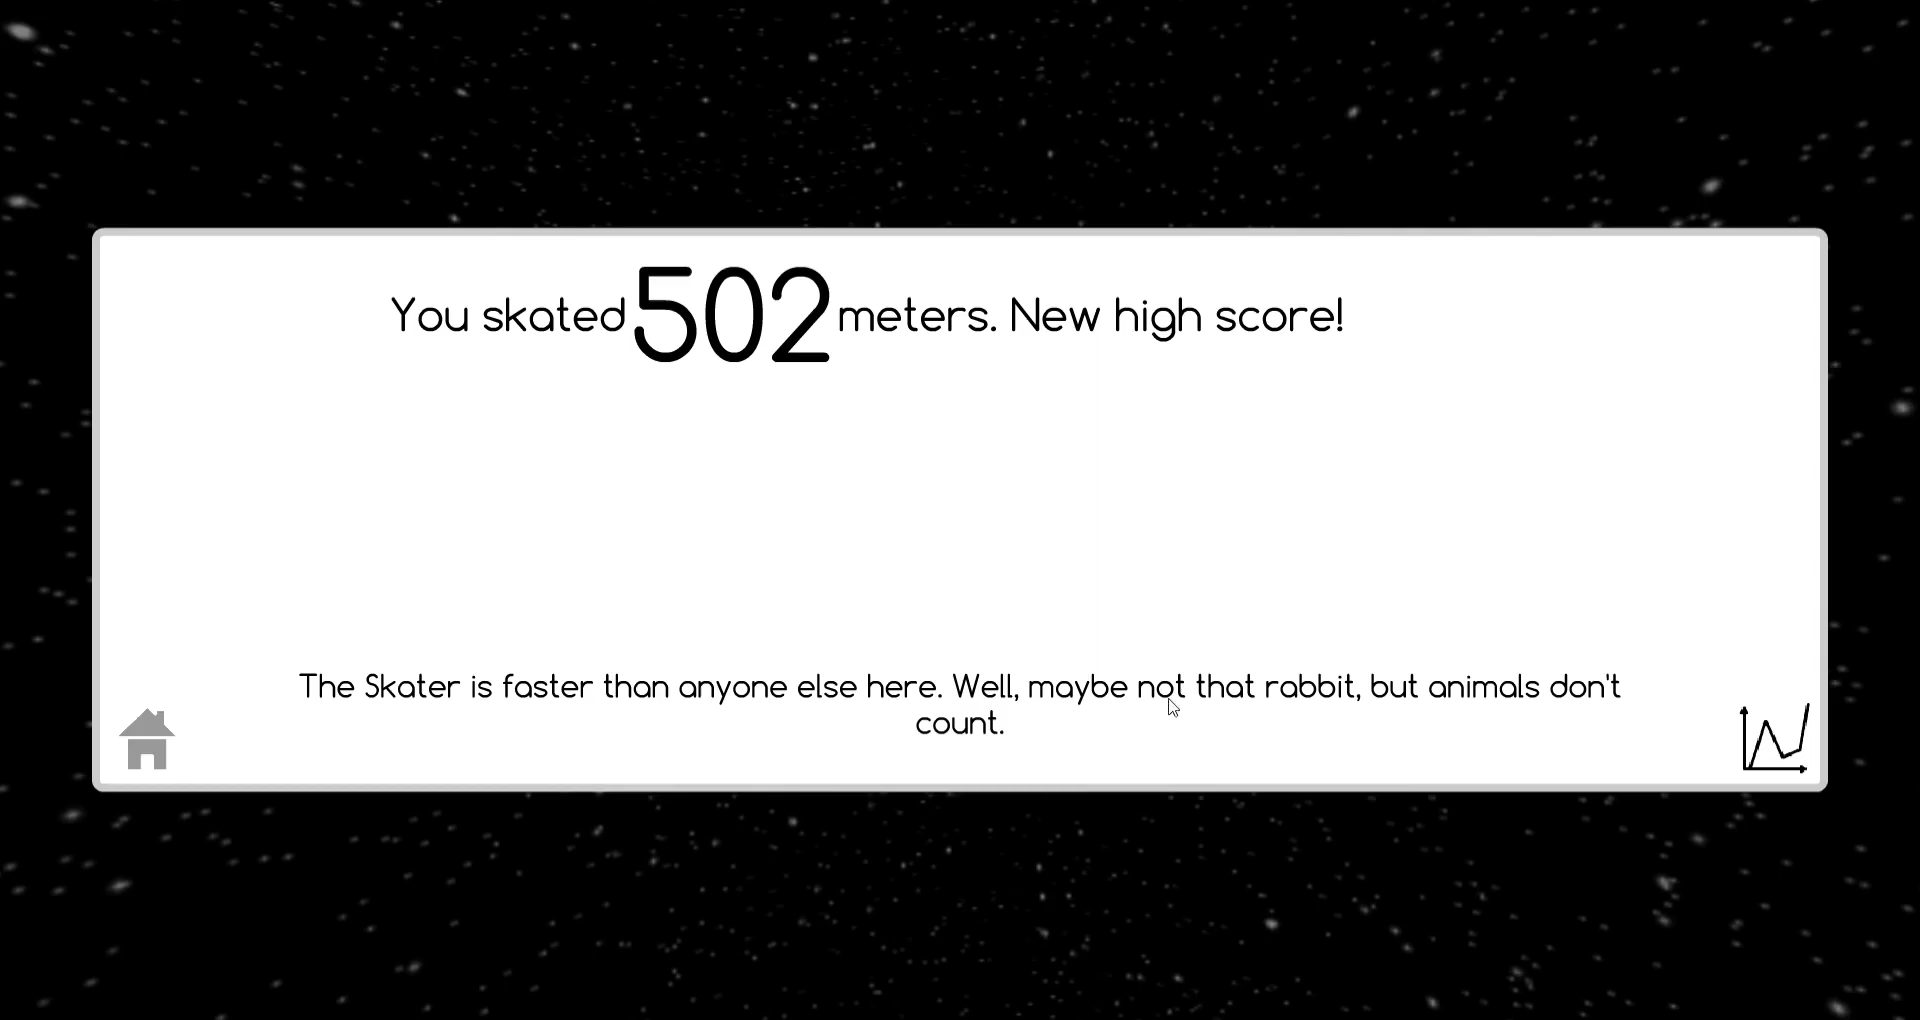 You skated 502 meters. New high score!
The Skater is faster than anyone else here. Well, maybe not that rabbit, but animals don't
count.